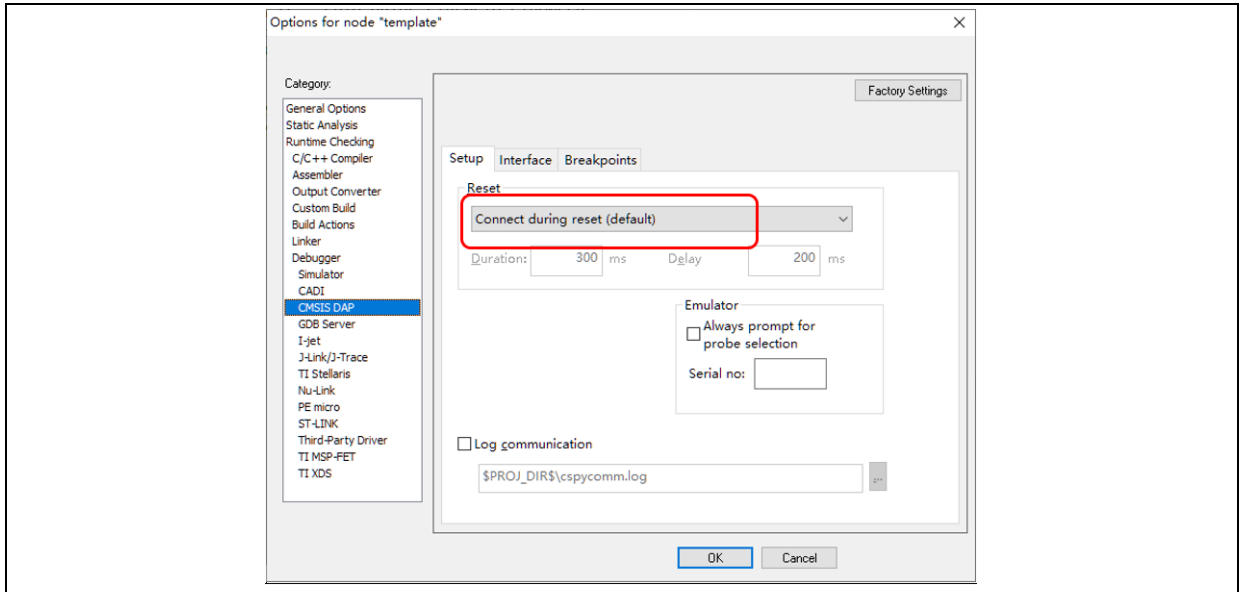 Options for node "template"
Category:
General Options
Static Analysis
Runtime Checking
C/C++ Compiler
Assembler
Output Converter
Custom Build
Build Actions
Linker
Debugger
Simulator
CADI
CMSIS DAP
GDB Server
I-jet
J-Link/J-Trace
TI Stellaris
Nu-Link
PE micro
ST-LINK
Third-Party Driver
TI MSP-FET
TI XDS
Factory Settings
Setup Interface Breakpoints
Reset
Connect during reset (default)
Duration: 300 ms Delay 200 ms
Emulator
Always prompt for
probe selection
Serial no:
Log communication
$PROJ_DIR$\cspycomm.log
...
OK Cancel